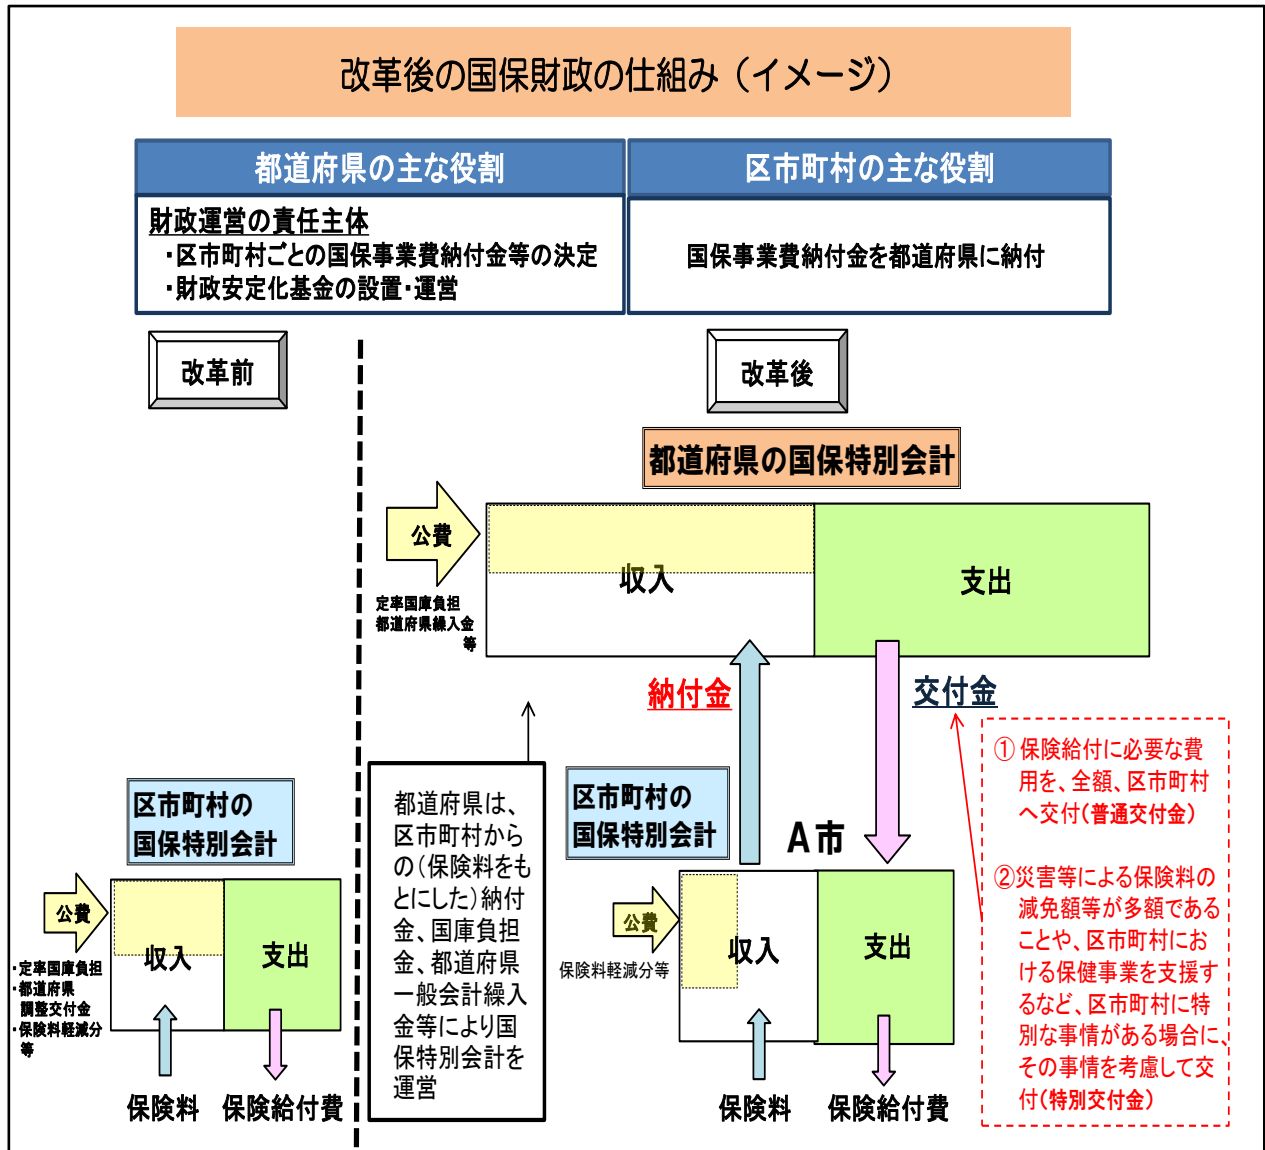 改革後の国保財政の仕組み（イメージ）
都道府県の主な役割
区市町村の主な役割
財政運営の責任主体
・区市町村ごとの国保事業費納付金等の決定
・財政安定化基金の設置・運営
国保事業費納付金を都道府県に納付
改革前
改革後
都道府県の国保特別会計
公費
定率国庫負担
都道府県繰入金
等
収入
支出
納付金
交付金
区市町村の
国保特別会計
公費
・定率国庫負担
・都道府県
調整交付金
・保険料軽減分
等
収入
支出
保険料
保険給付費
都道府県は、
区市町村から
の（保険料をも
とにした）納付
金、国庫負担
金、都道府県
一般会計繰入
金等により国
保特別会計を
運営
区市町村の
国保特別会計
A市
公費
保険料軽減分等
収入
支出
保険料
保険給付費
① 保険給付に必要な費
用を、全額、区市町村
へ交付(普通交付金)
②災害等による保険料の
減免額等が多額である
ことや、区市町村にお
ける保健事業を支援す
るなど、区市町村に特
別な事情がある場合に、
その事情を考慮して交
付(特別交付金)